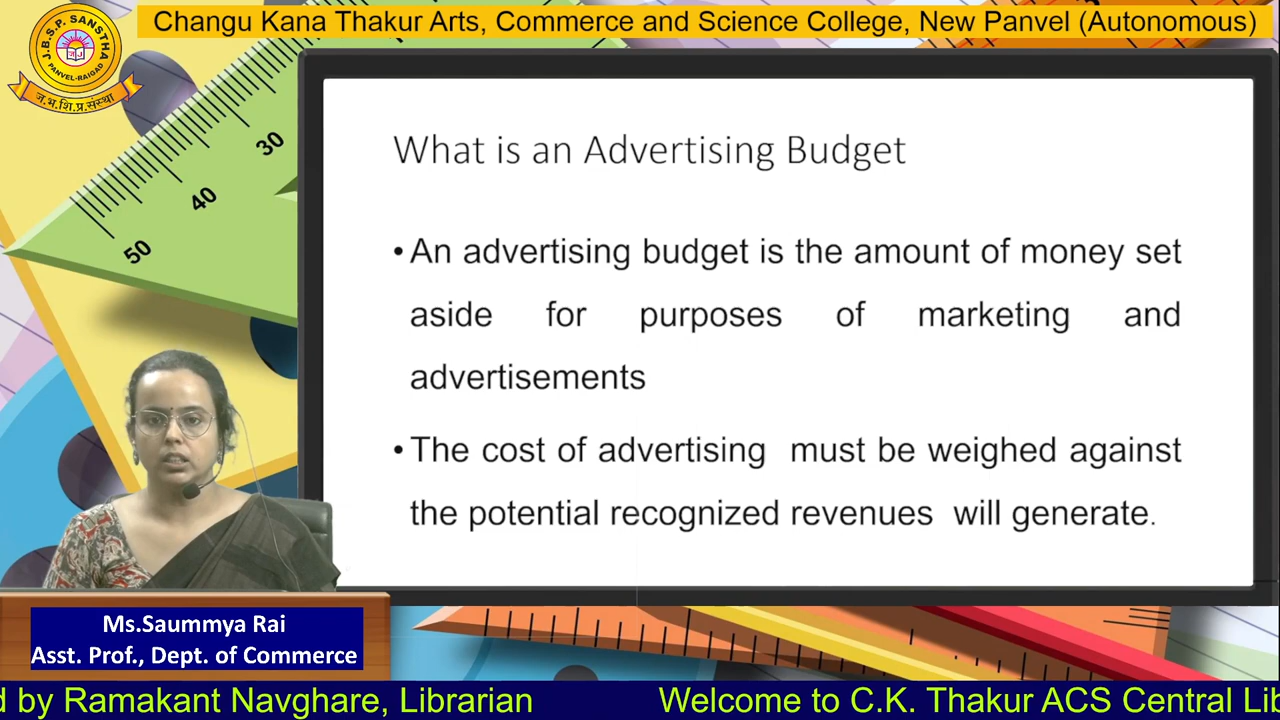 Changu Kana Thakur Arts, Commerce and Science College, New Panvel (Autonomous)
J.B.S.P. SANSTHA
PANVEL-RAIGAD
ज.भ.शि.प्र.संस्था
30
40
50
What is an Advertising Budget
• An advertising budget is the amount of money set
aside for purposes of marketing and
advertisements
• The cost of advertising must be weighed against
the potential recognized revenues will generate.
Ms.Saummya Rai
Asst. Prof., Dept. of Commerce
d by Ramakant Navghare, Librarian Welcome to C.K. Thakur ACS Central Lib